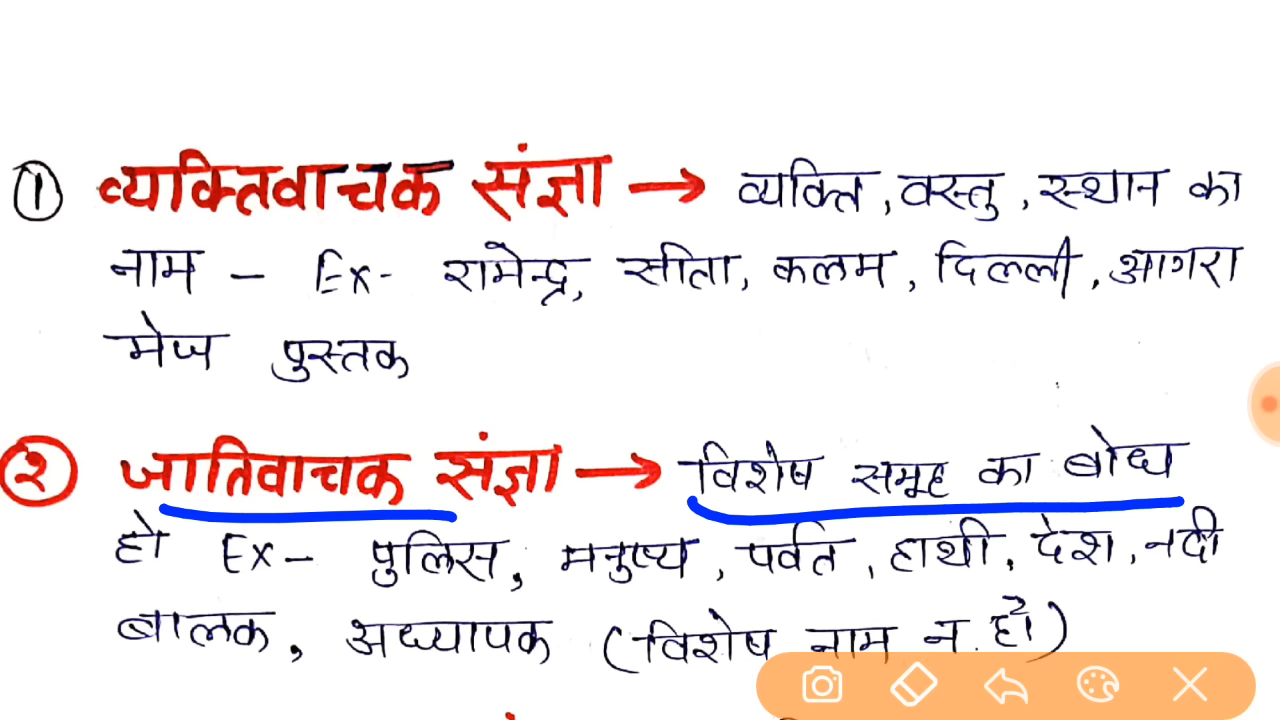 ① व्यक्तिवाचक संज्ञा → व्यक्ति, वस्तु, स्थान का
नाम – Ex- रामेन्द्र, सीता, कलम, दिल्ली, आगरा
मेज पुस्तक
② जातिवाचक संज्ञा → विशेष समूह का बोध
हो Ex – पुलिस, मनुष्य, पर्वत, हाथी, देश, नदी
बालक, अध्यापक (विशेष नाम न हो)